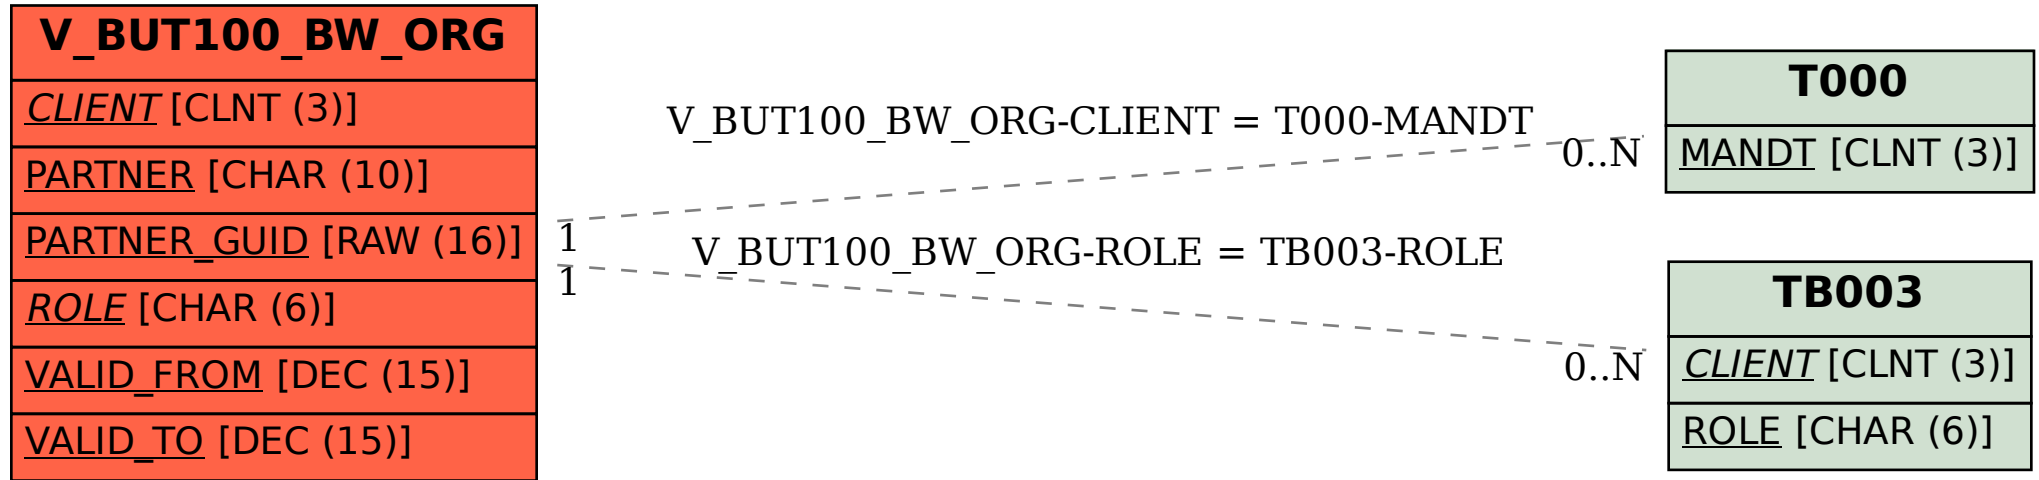 V_BUT100_BW_ORG
CLIENT [CLNT (3)]
PARTNER [CHAR (10)]
PARTNER_GUID [RAW (16)]
ROLE [CHAR (6)]
VALID_FROM [DEC (15)]
VALID_TO [DEC (15)]
V_BUT100_BW_ORG-CLIENT = T000-MANDT
0..N
1
V_BUT100_BW_ORG-ROLE = TB003-ROLE
1
0..N
T000
MANDT [CLNT (3)]
TB003
CLIENT [CLNT (3)]
ROLE [CHAR (6)]